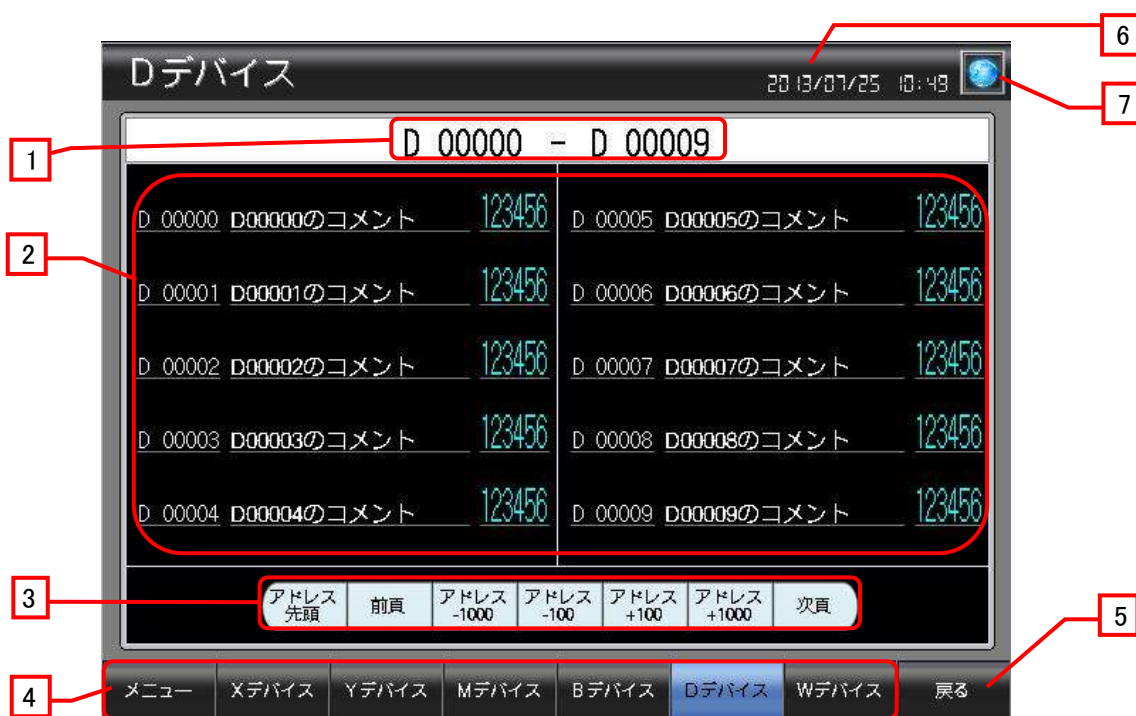 6
Dデバイス
2013/07/25 10:49
7
1
D 00000 - D 00009
2
D 00000 D00000のコメント 123456
D 00005 D00005のコメント 123456
D 00001 D00001のコメント 123456
D 00006 D00006のコメント 123456
D 00002 D00002のコメント 123456
D 00007 D00007のコメント 123456
D 00003 D00003のコメント 123456
D 00008 D00008のコメント 123456
D 00004 D00004のコメント 123456
D 00009 D00009のコメント 123456
3
アドレス
先頭
前頁
アドレス
-1000
アドレス
-100
アドレス
+100
アドレス
+1000
次頁
5
4
メニュー
Xデバイス
Yデバイス
Mデバイス
Bデバイス
Dデバイス
Wデバイス
戻る